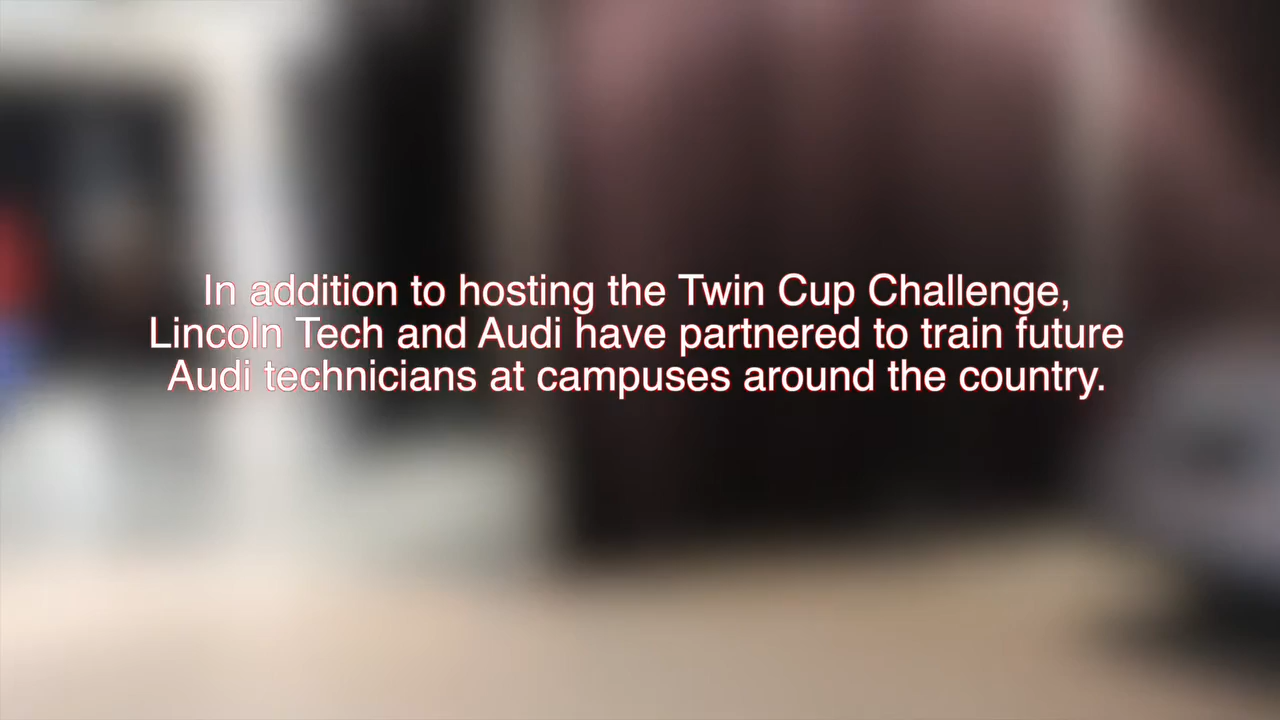 In addition to hosting the Twin Cup Challenge,
Lincoln Tech and Audi have partnered to train future
Audi technicians at campuses around the country.